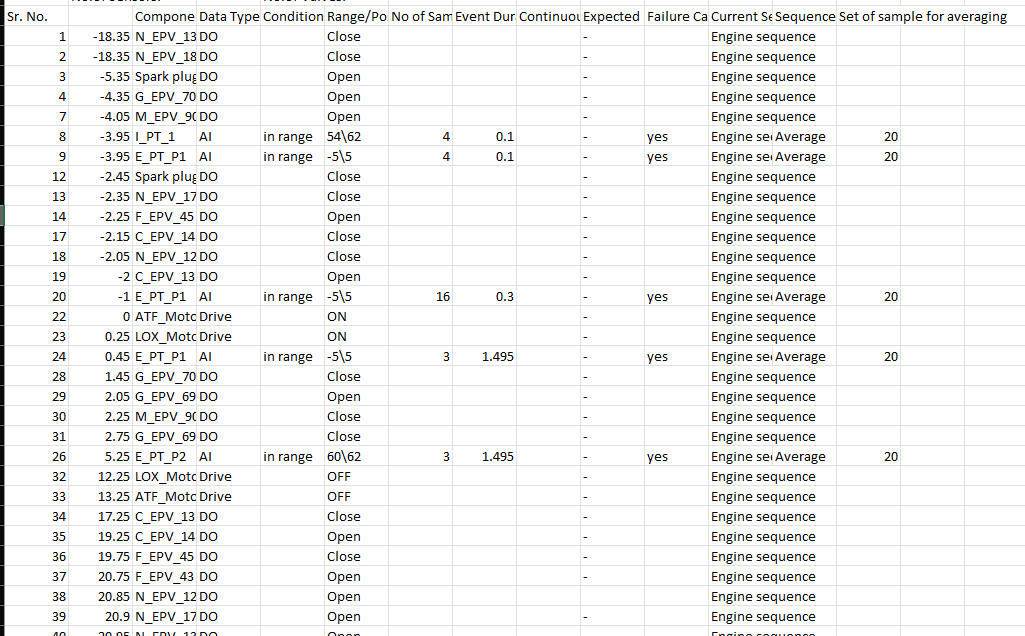 Sr. No. Compone Data Type Condition Range/Po No of Sam Event Dur Continuou Expected Failure Ca Current Se Sequence Set of sample for averaging
1 -18.35 N_EPV_13 DO Close - Engine sequence
2 -18.35 N_EPV_18 DO Close - Engine sequence
3 -5.35 Spark plug DO Open - Engine sequence
4 -4.35 G_EPV_70 DO Open - Engine sequence
7 -4.05 M_EPV_90 DO Open - Engine sequence
8 -3.95 I_PT_1 AI in range 54\62 4 0.1 - yes Engine se Average 20
9 -3.95 E_PT_P1 AI in range -5\5 4 0.1 - yes Engine se Average 20
12 -2.45 Spark plug DO Close - Engine sequence
13 -2.35 N_EPV_17 DO Close - Engine sequence
14 -2.25 F_EPV_45 DO Open - Engine sequence
17 -2.15 C_EPV_14 DO Close - Engine sequence
18 -2.05 N_EPV_12 DO Close - Engine sequence
19 -2 C_EPV_13 DO Open - Engine sequence
20 -1 E_PT_P1 AI in range -5\5 16 0.3 - yes Engine se Average 20
22 0 ATF_Moto Drive ON - Engine sequence
23 0.25 LOX_Moto Drive ON - Engine sequence
24 0.45 E_PT_P1 AI in range -5\5 3 1.495 - yes Engine se Average 20
28 1.45 G_EPV_70 DO Close - Engine sequence
29 2.05 G_EPV_69 DO Open - Engine sequence
30 2.25 M_EPV_90 DO Close - Engine sequence
31 2.75 G_EPV_69 DO Close - Engine sequence
26 5.25 E_PT_P2 AI in range 60\62 3 1.495 - yes Engine se Average 20
32 12.25 LOX_Moto Drive OFF - Engine sequence
33 13.25 ATF_Moto Drive OFF - Engine sequence
34 17.25 C_EPV_13 DO Close - Engine sequence
35 19.25 C_EPV_14 DO Open - Engine sequence
36 19.75 F_EPV_45 DO Close - Engine sequence
37 20.75 F_EPV_43 DO Open - Engine sequence
38 20.85 N_EPV_12 DO Open Engine sequence
39 20.9 N_EPV_17 DO Open - Engine sequence
40 20.95 N_EPV_13 DO Open Engine sequence